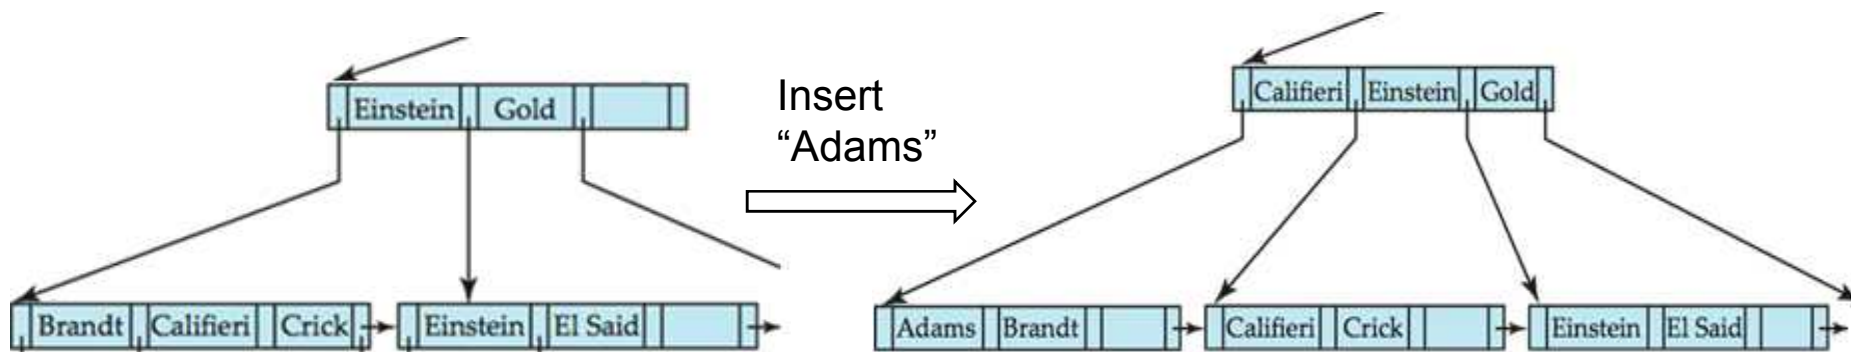 Einstein Gold
Brandt Califieri Crick
Einstein El Said
Insert
“Adams”
Califieri Einstein Gold
Adams Brandt
Califieri Crick
Einstein El Said